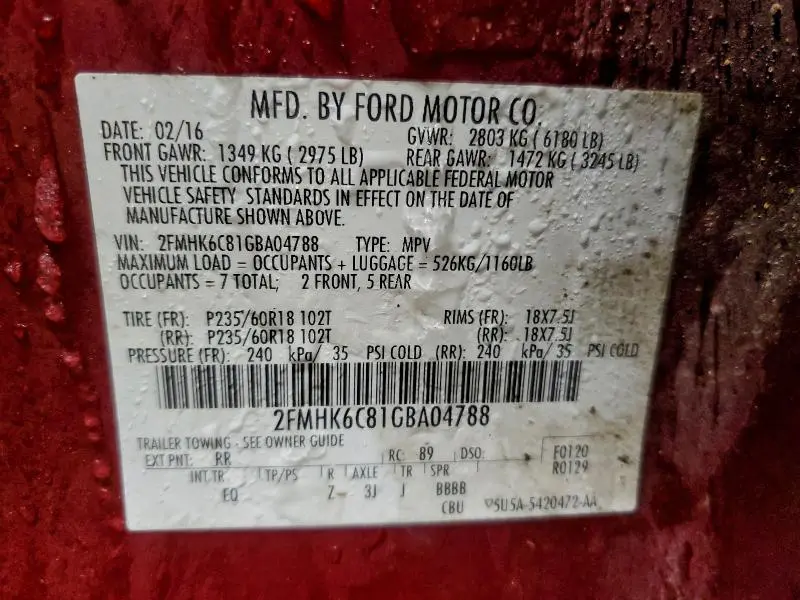 MFD. BY FORD MOTOR CO.
DATE: 02/16 GVWR: 2803 KG ( 6180 LB)
FRONT GAWR: 1349 KG ( 2975 LB) REAR GAWR: 1472 KG ( 3245 LB)
THIS VEHICLE CONFORMS TO ALL APPLICABLE FEDERAL MOTOR
VEHICLE SAFETY STANDARDS IN EFFECT ON THE DATE OF
MANUFACTURE SHOWN ABOVE.
VIN: 2FMHK6C81GBA04788 TYPE: MPV
MAXIMUM LOAD = OCCUPANTS + LUGGAGE = 526KG/1160LB
OCCUPANTS = 7 TOTAL; 2 FRONT, 5 REAR
TIRE (FR): P235/60R18 102T RIMS (FR): 18X7.5J
(RR): P235/60R18 102T (RR): 18X7.5J
PRESSURE (FR): 240 kPa/ 35 PSI COLD (RR): 240 kPa/ 35 PSI COLD
2FMHK6C81GBA04788
TRAILER TOWING - SEE OWNER GUIDE
EXT PNT: RR RC: 89 DSO: F0120
R0129
INT TR TP/PS R AXLE TR SPR
EQ Z- 3J J BBBB
CBU 5U5A-5420472-AA